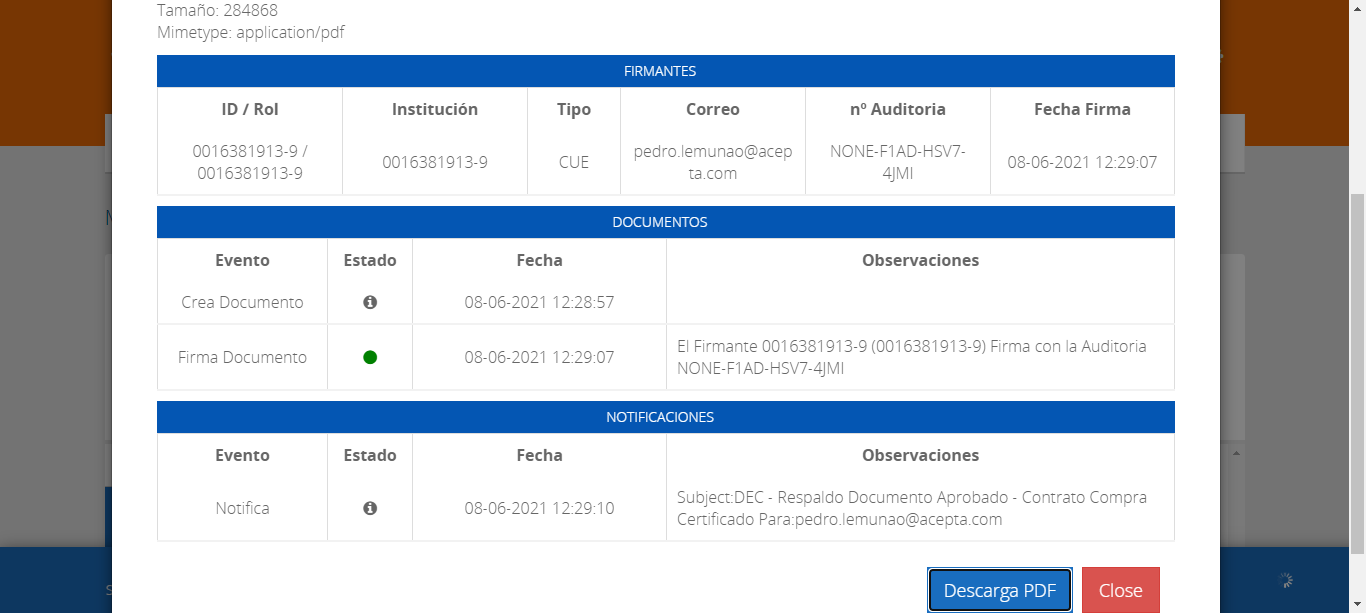 Tamaño: 284868
Mimetype: application/pdf
FIRMANTES
ID / Rol Institución Tipo Correo nº Auditoria Fecha Firma
0016381913-9 / 0016381913-9 0016381913-9 CUE pedro.lemunao@acepta.com NONE-F1AD-HSV7-4JMI 08-06-2021 12:29:07
DOCUMENTOS
Evento Estado Fecha Observaciones
Crea Documento 08-06-2021 12:28:57
Firma Documento 08-06-2021 12:29:07 El Firmante 0016381913-9 (0016381913-9) Firma con la Auditoria
NONE-F1AD-HSV7-4JMI
NOTIFICACIONES
Evento Estado Fecha Observaciones
Notifica 08-06-2021 12:29:10 Subject:DEC - Respaldo Documento Aprobado - Contrato Compra
Certificado Para:pedro.lemunao@acepta.com
Descarga PDF Close